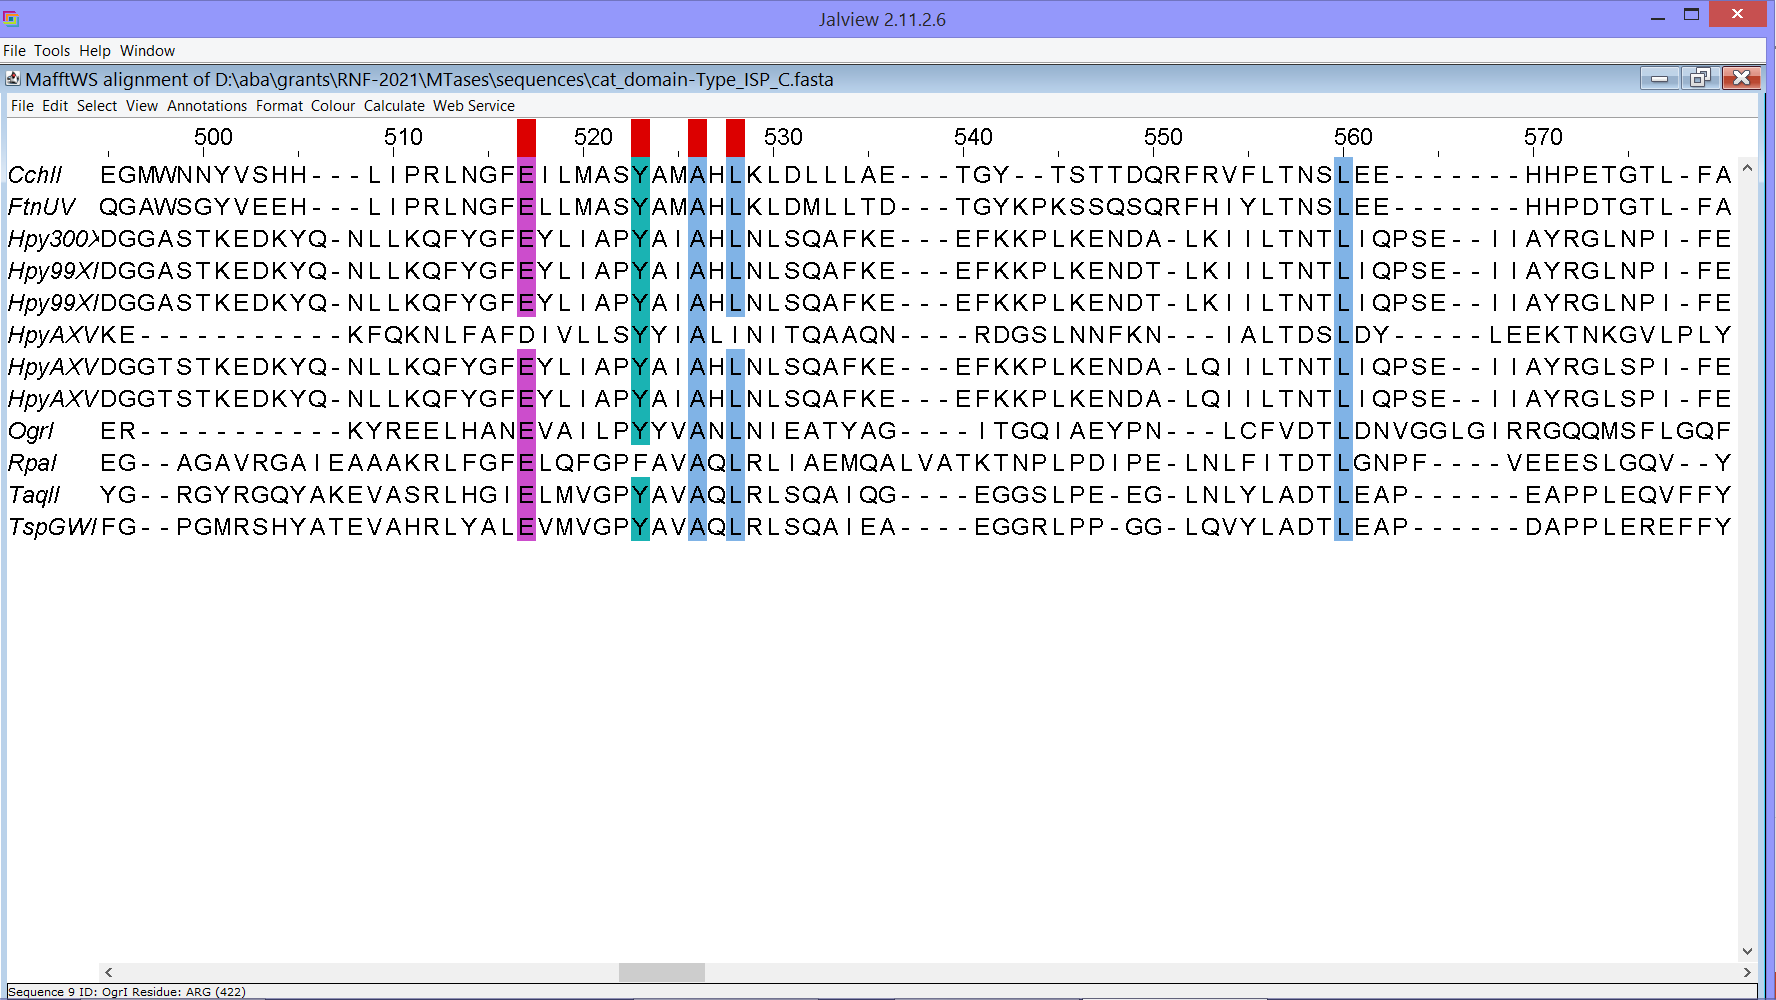 Jalview 2.11.2.6
File Tools Help Window
MafftWS alignment of D:\aba\grants\RNF-2021\MTases\sequences\cat_domain-Type_ISP_C.fasta
File Edit Select View Annotations Format Colour Calculate Web Service
500 510 520 530 540 550 560 570
CchII EGMWNNYVSHH---LIPRLNGFEILMASYAMAHLKLDLLLAE---TGY--TSTTDQRFRVFLTNSLEE-------HHPETGTL-FA
FtnUV QGAWSGYVEEH---LIPRLNGFELLMASYAMAHLKLDMLLTD---TGYKPKSSQSQRFHIYLTNSLEE-------HHPDTGTL-FA
Hpy300X DGGASTKEDKYQ-NLLKQFYGFEYLIAPYAIAHLNLSQAFKE---EFKKPLKENDA-LKIILTNTLIQPSE--IIAYRGLNPI-FE
Hpy99XI DGGASTKEDKYQ-NLLKQFYGFEYLIAPYAIAHLNLSQAFKE---EFKKPLKENDT-LKIILTNTLIQPSE--IIAYRGLNPI-FE
Hpy99XI DGGASTKEDKYQ-NLLKQFYGFEYLIAPYAIAHLNLSQAFKE---EFKKPLKENDT-LKIILTNTLIQPSE--IIAYRGLNPI-FE
HpyAXV KE-----------KFQKNLFAFDIVLLSYYIALINITQAAQN----RDGSLNNFKN---IALTDSLDY-----LEEKTNKGVLPLY
HpyAXV DGGTSTKEDKYQ-NLLKQFYGFEYLIAPYAIAHLNLSQAFKE---EFKKPLKENDA-LQIILTNTLIQPSE--IIAYRGLSPI-FE
HpyAXV DGGTSTKEDKYQ-NLLKQFYGFEYLIAPYAIAHLNLSQAFKE---EFKKPLKENDA-LQIILTNTLIQPSE--IIAYRGLSPI-FE
OgrI ER-----------KYREELHANEVAILPYYVANLNIEATYAG----ITGQIAEYPN---LCFVDTLDNVGGLGIRRGQQMSFLGQF
RpaI EG--AGAVRGAIEAAAKRLFGFELQFGPFAVAQLRLIAEMQALVATKTNPLPDIPE-LNLFITDTLGNPF----VEEESLGQV--Y
TaqII YG--RGYRGQYAKEVASRLHGIELMVGPYAVAQLRLSQAIQG----EGGSLPE-EG-LNLYLADTLEAP------EAPPLEQVFFY
TspGWI FG--PGMRSHYATEVAHRLYALEVMVGPYAVAQLRLSQAIEA----EGGRLPP-GG-LQVYLADTLEAP------DAPPLEREFFY
Sequence 9 ID: OgrI Residue: ARG (422)